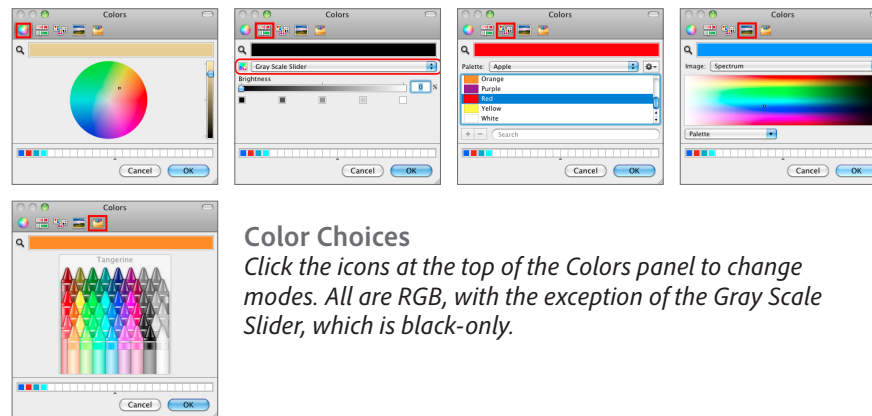 Colors
Cancel OK
Colors
Gray Scale Slider
Brightness
0 %
Cancel OK
Colors
Palette: Apple
Orange
Purple
Red
Yellow
White
+ − Search
Cancel OK
Colors
Image: Spectrum
Palette
Cancel OK
Colors
Tangerine
Cancel OK
Color Choices
Click the icons at the top of the Colors panel to change
modes. All are RGB, with the exception of the Gray Scale
Slider, which is black-only.